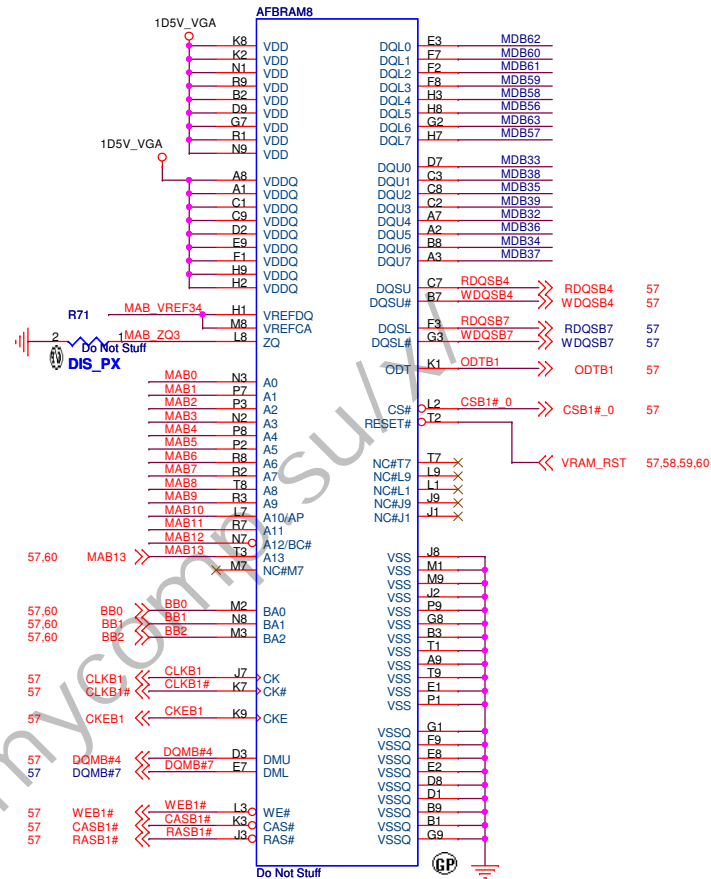 AFBRAM8
1D5V_VGA
K8 VDD
K2 VDD
N1 VDD
R9 VDD
B2 VDD
D9 VDD
G7 VDD
R1 VDD
N9 VDD
1D5V_VGA
A8 VDDQ
A1 VDDQ
C1 VDDQ
C9 VDDQ
D2 VDDQ
E9 VDDQ
F1 VDDQ
H9 VDDQ
H2 VDDQ
R71 MAB_VREF34 H1 VREFDQ
M8 VREFCA
2 1 MAB_ZQ3 L8 ZQ
Do Not Stuff
DIS_PX
MAB0 N3 A0
MAB1 P7 A1
MAB2 P3 A2
MAB3 N2 A3
MAB4 P8 A4
MAB5 P2 A5
MAB6 R8 A6
MAB7 R2 A7
MAB8 T8 A8
MAB9 R3 A9
MAB10 L7 A10/AP
MAB11 R7 A11
MAB12 N7 A12/BC#
57,60 MAB13 MAB13 T3 A13
M7 NC#M7
57,60 BB0 BB0 M2 BA0
57,60 BB1 BB1 N8 BA1
57,60 BB2 BB2 M3 BA2
57 CLKB1 CLKB1 J7 CK
57 CLKB1# CLKB1# K7 CK#
57 CKEB1 CKEB1 K9 CKE
57 DQMB#4 DQMB#4 D3 DMU
57 DQMB#7 DQMB#7 E7 DML
57 WEB1# WEB1# L3 WE#
57 CASB1# CASB1# K3 CAS#
57 RASB1# RASB1# J3 RAS#
DQL0 E3 MDB62
DQL1 F7 MDB60
DQL2 F2 MDB61
DQL3 F8 MDB59
DQL4 H3 MDB58
DQL5 H8 MDB56
DQL6 G2 MDB63
DQL7 H7 MDB57
DQU0 D7 MDB33
DQU1 C3 MDB38
DQU2 C8 MDB35
DQU3 C2 MDB39
DQU4 A7 MDB32
DQU5 A2 MDB36
DQU6 B8 MDB34
DQU7 A3 MDB37
DQSU C7 RDQSB4 RDQSB4 57
DQSU# B7 WDQSB4 WDQSB4 57
DQSL F3 RDQSB7 RDQSB7 57
DQSL# G3 WDQSB7 WDQSB7 57
ODT K1 ODTB1 ODTB1 57
CS# L2 CSB1#_0 CSB1#_0 57
RESET# T2
VRAM_RST 57,58,59,60
NC#T7 T7
NC#L9 L9
NC#L1 L1
NC#J9 J9
NC#J1 J1
VSS J8
VSS M1
VSS M9
VSS J2
VSS P9
VSS G8
VSS B3
VSS T1
VSS A9
VSS T9
VSS E1
VSS P1
VSSQ G1
VSSQ F9
VSSQ E8
VSSQ E2
VSSQ D8
VSSQ D1
VSSQ B9
VSSQ B1
VSSQ G9
GP
Do Not Stuff
mycomp.su/x/